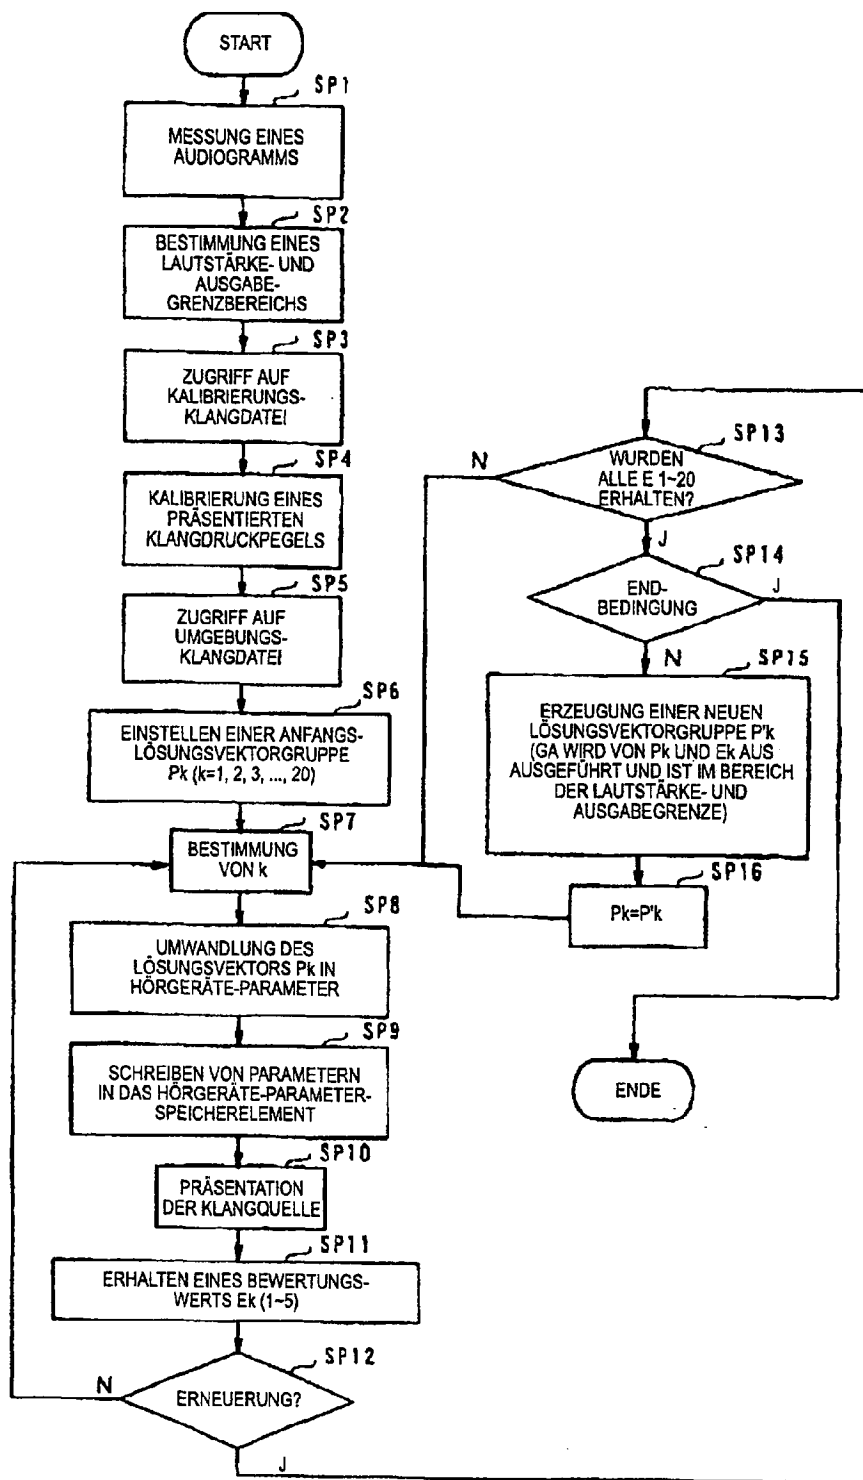 START
SP1
MESSUNG EINES
AUDIOGRAMMS
SP2
BESTIMMUNG EINES
LAUTSTÄRKE- UND
AUSGABE-
GRENZBEREICHS
SP3
ZUGRIFF AUF
KALIBRIERUNGS-
KLANGDATEI
SP4
KALIBRIERUNG EINES
PRÄSENTIERTEN
KLANGDRUCKPEGELS
SP5
ZUGRIFF AUF
UMGEBUNGS-
KLANGDATEI
SP6
EINSTELLEN EINER ANFANGS-
LÖSUNGSVEKTORGRUPPE
Pk (k=1, 2, 3, ..., 20)
SP7
BESTIMMUNG
VON k
SP8
UMWANDLUNG DES
LÖSUNGSVEKTORS Pk IN
HÖRGERÄTE-PARAMETER
SP9
SCHREIBEN VON PARAMETERN
IN DAS HÖRGERÄTE-PARAMETER-
SPEICHERELEMENT
SP10
PRÄSENTATION
DER KLANGQUELLE
SP11
ERHALTEN EINES BEWERTUNGS-
WERTS Ek (1~5)
SP12
N
ERNEUERUNG?
J
SP13
N
WURDEN
ALLE E 1~20
ERHALTEN?
J
SP14
END-
BEDINGUNG
J
N
SP15
ERZEUGUNG EINER NEUEN
LÖSUNGSVEKTORGRUPPE P'k
(GA WIRD VON Pk UND Ek AUS
AUSGEFÜHRT UND IST IM BEREICH
DER LAUTSTÄRKE- UND
AUSGABEGRENZE)
SP16
Pk=P'k
ENDE